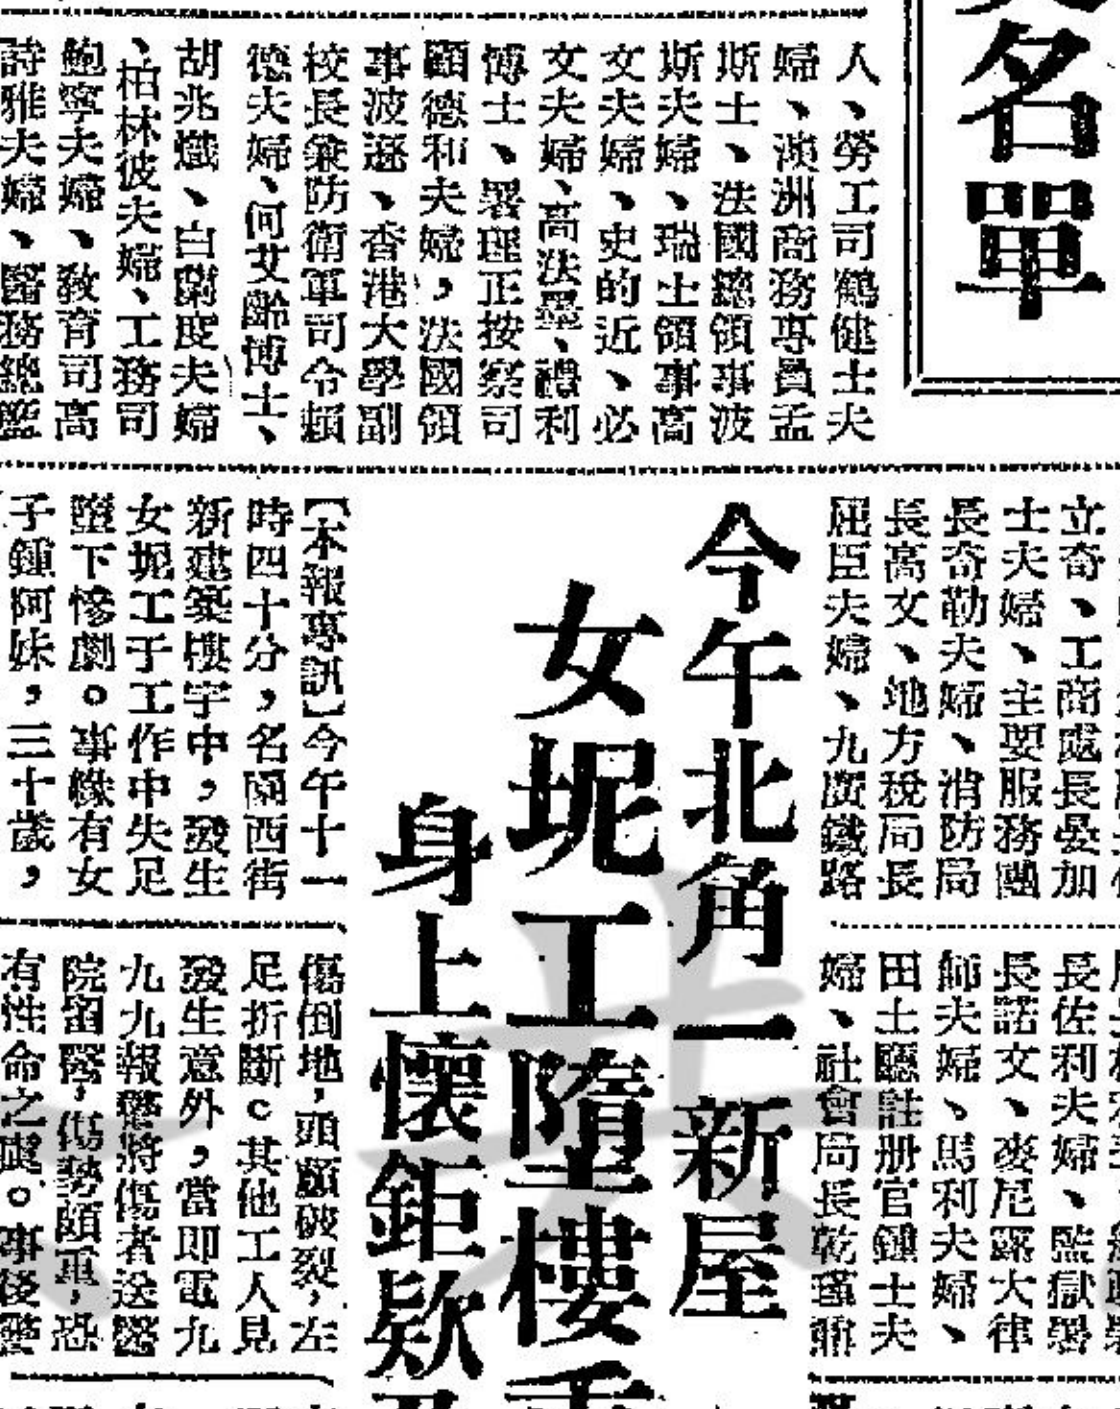 名單
人、勞工司鶴健士夫
婦、澳洲商務專員孟
斯士、法國總領事波
斯夫婦、瑞士領事高
文夫婦、史的近、必
文夫婦、高法墨、禮利
博士、署理正按察司
顧德和夫婦，法國領
事波遜、香港大學副
校長兼防衛軍司令賴
德夫婦、何艾齡博士、
胡兆熾、白蘭度夫婦
、柏林彼夫婦、工務司
鮑寧夫婦、教育司高
詩雅夫婦、醫務總監
立奇、工商處長晏加
士夫婦、主要服務團
長奇勒夫婦、消防局
長高文、地方稅局長
屈臣夫婦、九廣鐵路
長佐利夫婦、監獄署
長諾文、麥尼露大律
師夫婦、馬利夫婦、
田土廳註册官鍾士夫
婦、社會局長乾
今午北角一新屋
女坭工墮樓重
身上懷鉅欵
【本報專訊】今午十一
時四十分，名園西街
新建築樓宇中，發生
女坭工于工作中失足
墮下慘劇。事緣有女
子鍾阿妹，三十歲，
傷倒地，頭顱破裂，左
足折斷。其他工人見
發生意外，當即電九
九九報警將傷者送醫
院留醫，傷勢頗重，恐
有性命之虞。事後警